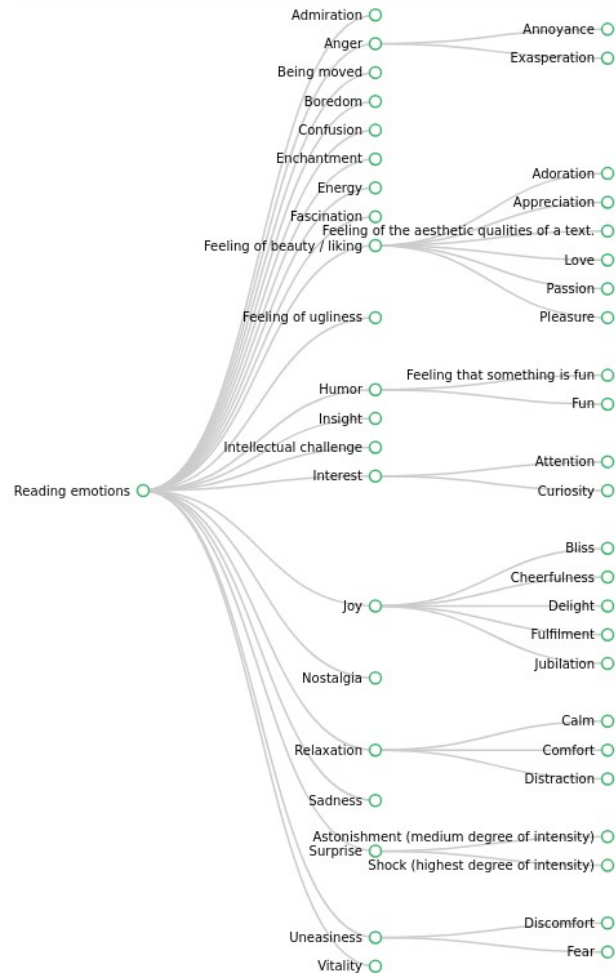 Admiration
Anger
Annoyance
Exasperation
Being moved
Boredom
Confusion
Enchantment
Energy
Fascination
Feeling of beauty / liking
Adoration
Appreciation
Feeling of the aesthetic qualities of a text.
Love
Passion
Pleasure
Feeling of ugliness
Humor
Feeling that something is fun
Fun
Insight
Intellectual challenge
Interest
Attention
Curiosity
Reading emotions
Joy
Bliss
Cheerfulness
Delight
Fulfilment
Jubilation
Nostalgia
Relaxation
Calm
Comfort
Distraction
Sadness
Surprise
Astonishment (medium degree of intensity)
Shock (highest degree of intensity)
Uneasiness
Discomfort
Fear
Vitality